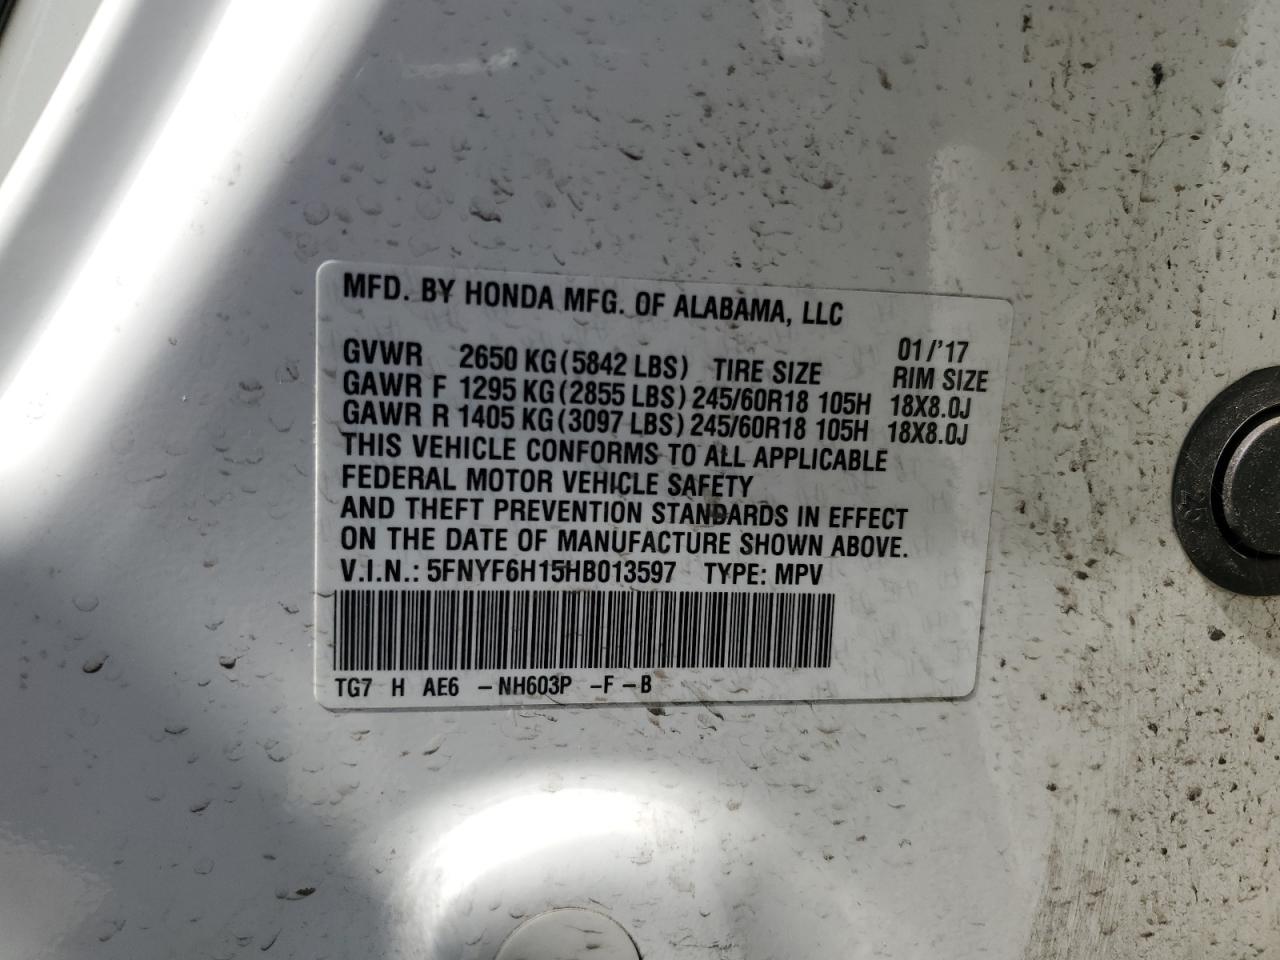 MFD. BY HONDA MFG. OF ALABAMA, LLC
01/'17
GVWR 2650 KG (5842 LBS) TIRE SIZE RIM SIZE
GAWR F 1295 KG (2855 LBS) 245/60R18 105H 18X8.0J
GAWR R 1405 KG (3097 LBS) 245/60R18 105H 18X8.0J
THIS VEHICLE CONFORMS TO ALL APPLICABLE
FEDERAL MOTOR VEHICLE SAFETY
AND THEFT PREVENTION STANDARDS IN EFFECT
ON THE DATE OF MANUFACTURE SHOWN ABOVE.
V.I.N.: 5FNYF6H15HB013597 TYPE: MPV
TG7 H AE6 -NH603P -F -B